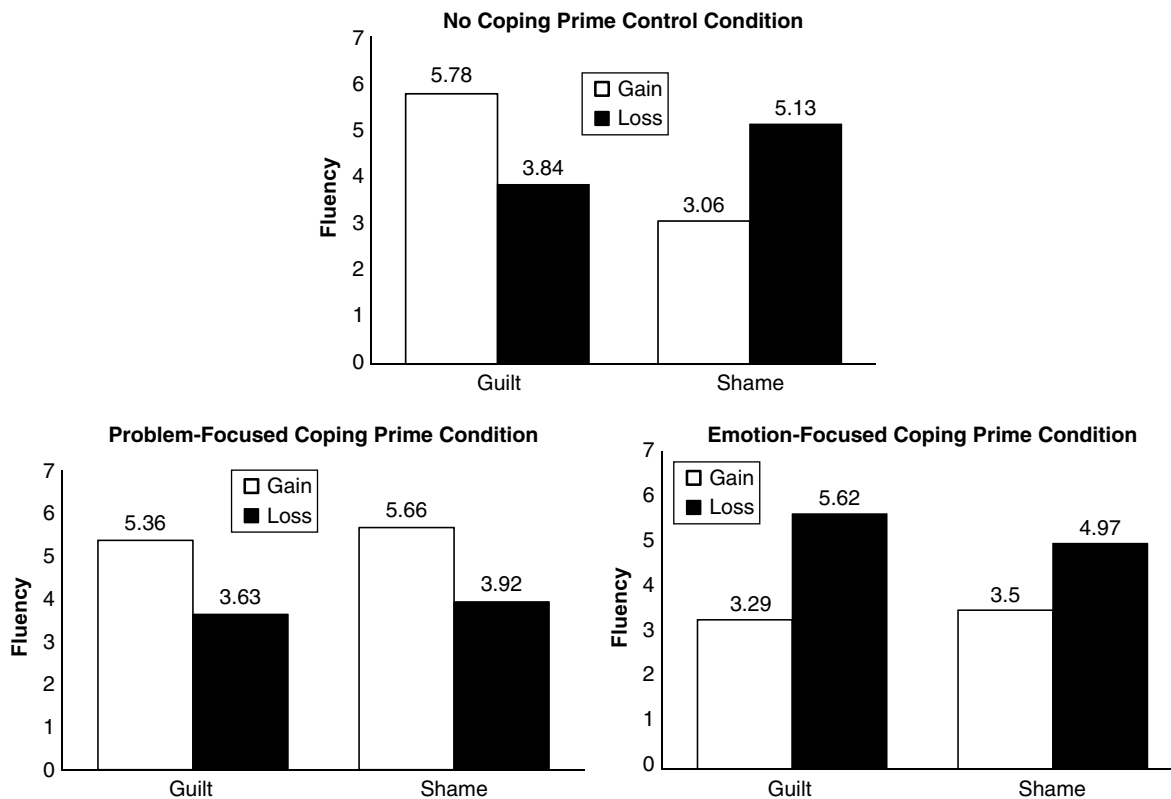 No Coping Prime Control Condition
7
6
5
4
3
2
1
0
Fluency
Gain
Loss
5.78
3.84
3.06
5.13
Guilt
Shame
Problem-Focused Coping Prime Condition
7
6
5
4
3
2
1
0
Fluency
Gain
Loss
5.36
3.63
5.66
3.92
Guilt
Shame
Emotion-Focused Coping Prime Condition
7
6
5
4
3
2
1
0
Fluency
Gain
Loss
3.29
5.62
3.5
4.97
Guilt
Shame